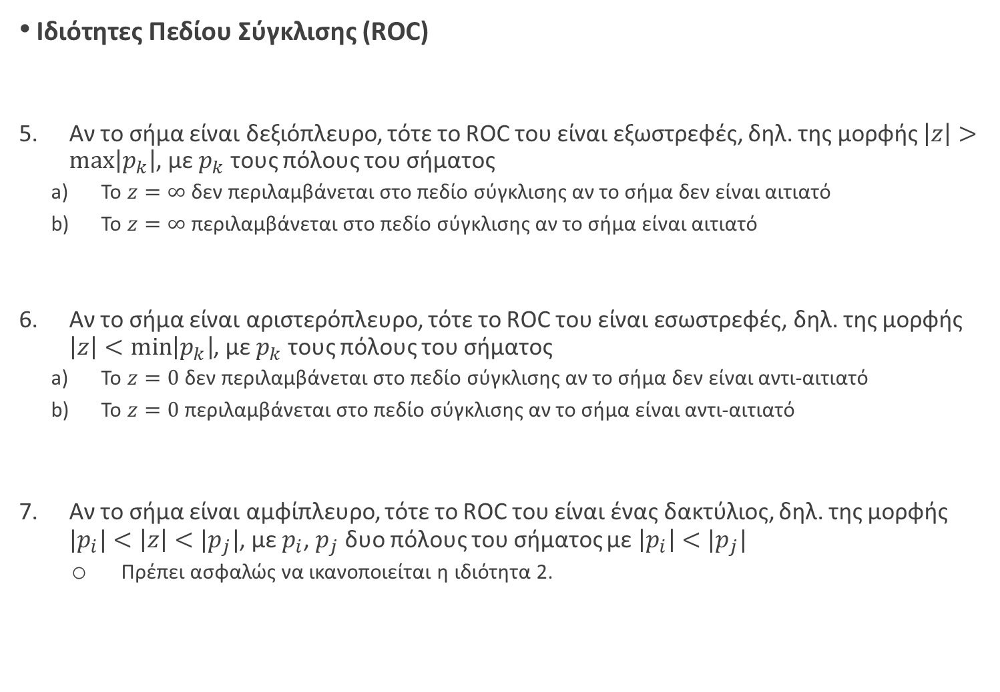 • Ιδιότητες Πεδίου Σύγκλισης (ROC)
5. Αν το σήμα είναι δεξιόπλευρο, τότε το ROC του είναι εξωστρεφές, δηλ. της μορφής |z| >
max|p_k|, με p_k τους πόλους του σήματος
a) Το z = ∞ δεν περιλαμβάνεται στο πεδίο σύγκλισης αν το σήμα δεν είναι αιτιατό
b) Το z = ∞ περιλαμβάνεται στο πεδίο σύγκλισης αν το σήμα είναι αιτιατό
6. Αν το σήμα είναι αριστερόπλευρο, τότε το ROC του είναι εσωστρεφές, δηλ. της μορφής
|z| < min|p_k|, με p_k τους πόλους του σήματος
a) Το z = 0 δεν περιλαμβάνεται στο πεδίο σύγκλισης αν το σήμα δεν είναι αντι-αιτιατό
b) Το z = 0 περιλαμβάνεται στο πεδίο σύγκλισης αν το σήμα είναι αντι-αιτιατό
7. Αν το σήμα είναι αμφίπλευρο, τότε το ROC του είναι ένας δακτύλιος, δηλ. της μορφής
|p_i| < |z| < |p_j|, με p_i, p_j δυο πόλους του σήματος με |p_i| < |p_j|
○ Πρέπει ασφαλώς να ικανοποιείται η ιδιότητα 2.